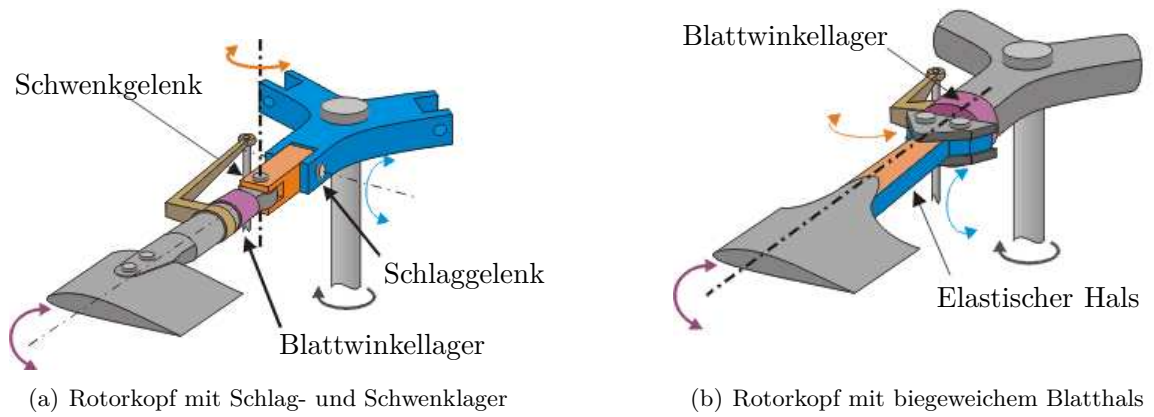 Schwenkgelenk
Schlaggelenk
Blattwinkellager
(a) Rotorkopf mit Schlag- und Schwenklager
Blattwinkellager
Elastischer Hals
(b) Rotorkopf mit biegeweichem Blatthals